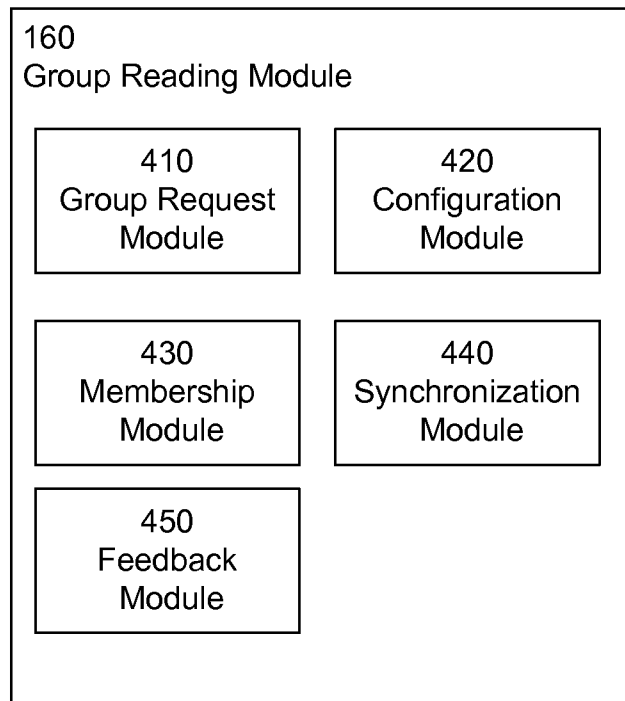 160
Group Reading Module
410
Group Request
Module
420
Configuration
Module
430
Membership
Module
440
Synchronization
Module
450
Feedback
Module